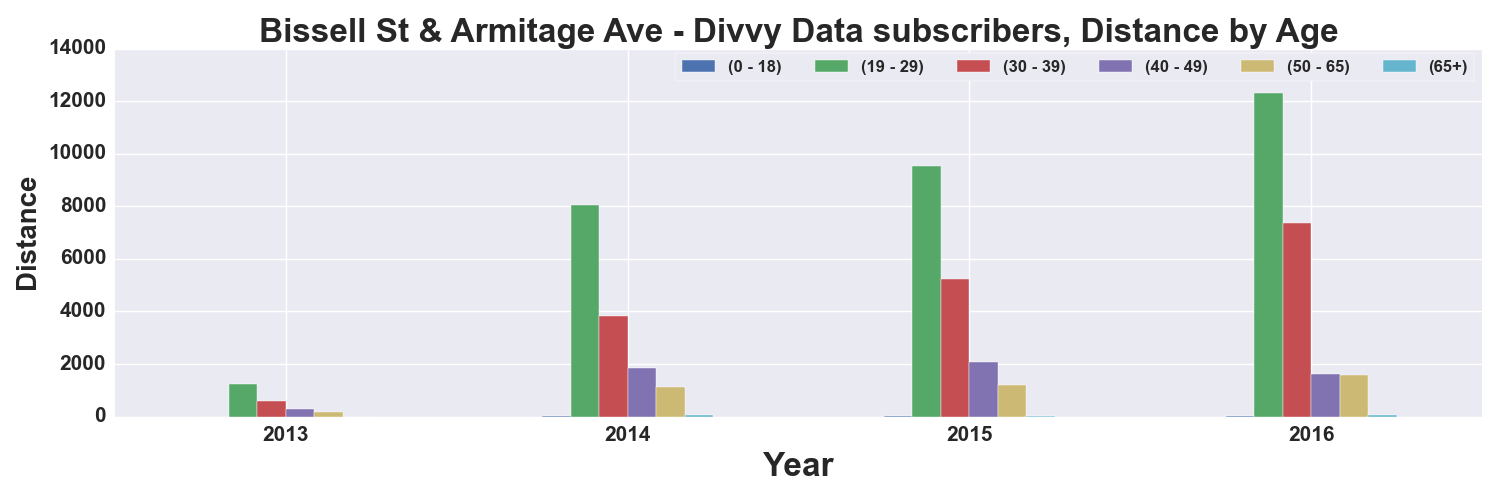 Bissell St & Armitage Ave - Divvy Data subscribers, Distance by Age
14000
12000
10000
8000
6000
4000
2000
0
Distance
(0 - 18) (19 - 29) (30 - 39) (40 - 49) (50 - 65) (65+)
2013 2014 2015 2016
Year